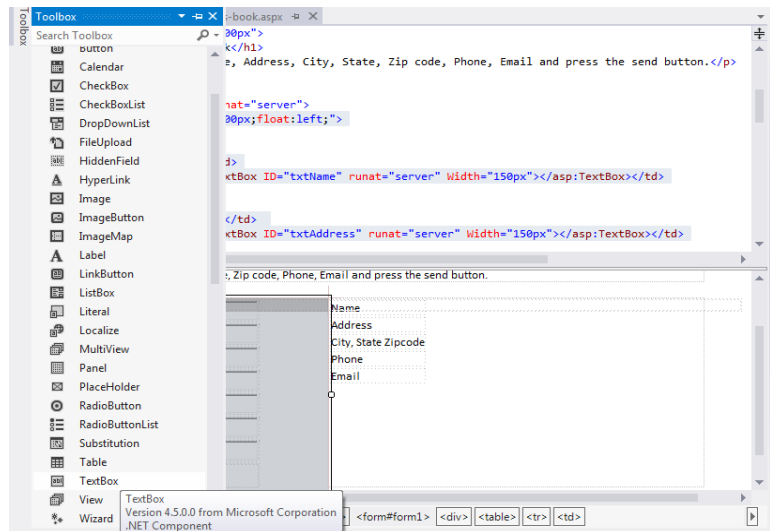 Toolbox
Toolbox
Search Toolbox
Button
Calendar
CheckBox
CheckBoxList
DropDownList
FileUpload
HiddenField
HyperLink
Image
ImageButton
ImageMap
Label
LinkButton
ListBox
Literal
Localize
MultiView
Panel
PlaceHolder
RadioButton
RadioButtonList
Substitution
Table
TextBox
View
Wizard
TextBox
Version 4.5.0.0 from Microsoft Corporation
.NET Component
-book.aspx
00px">
</h1>
e, Address, City, State, Zip code, Phone, Email and press the send button.</p>
nat="server">
00px;float:left;">
d>
xtBox ID="txtName" runat="server" Width="150px"></asp:TextBox></td>
</td>
xtBox ID="txtAddress" runat="server" Width="150px"></asp:TextBox></td>
, Zip code, Phone, Email and press the send button.
Name
Address
City, State Zipcode
Phone
Email
<form#form1> <div> <table> <tr> <td>